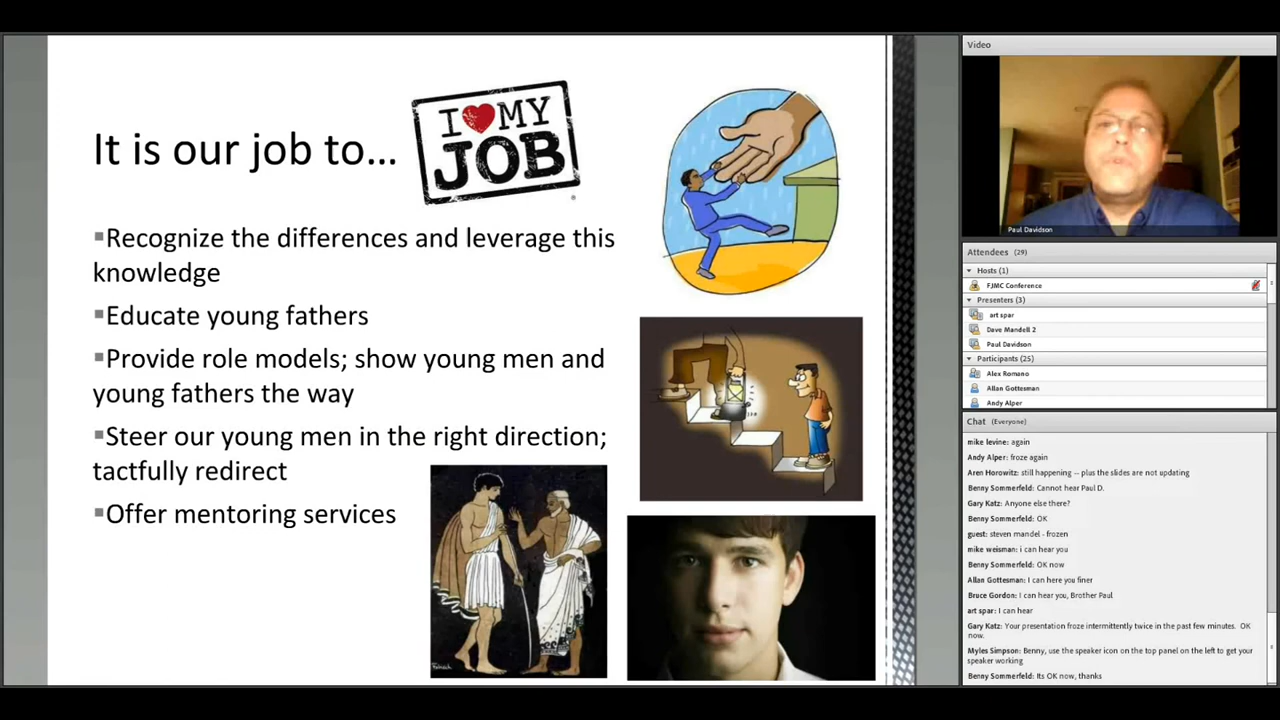 It is our job to...
I MY
JOB
®
▪Recognize the differences and leverage this
knowledge
▪Educate young fathers
▪Provide role models; show young men and
young fathers the way
▪Steer our young men in the right direction;
tactfully redirect
▪Offer mentoring services
Video
Paul Davidson
Attendees (29)
Hosts (1)
FJMC Conference
Presenters (3)
art spar
Dave Mandell 2
Paul Davidson
Participants (25)
Alex Romano
Allan Gottesman
Andy Alper
Chat (Everyone)
mike levine: again
Andy Alper: froze again
Aren Horowitz: still happening -- plus the slides are not updating
Benny Sommerfeld: Cannot hear Paul D.
Gary Katz: Anyone else there?
Benny Sommerfeld: OK
guest: steven mandel - frozen
mike weisman: i can hear you
Benny Sommerfeld: OK now
Allan Gottesman: I can here you finer
Bruce Gordon: I can hear you, Brother Paul
art spar: I can hear
Gary Katz: Your presentation froze intermittently twice in the past few minutes. OK
now.
Myles Simpson: Benny, use the speaker icon on the top panel on the left to get your
speaker working
Benny Sommerfeld: Its OK now, thanks